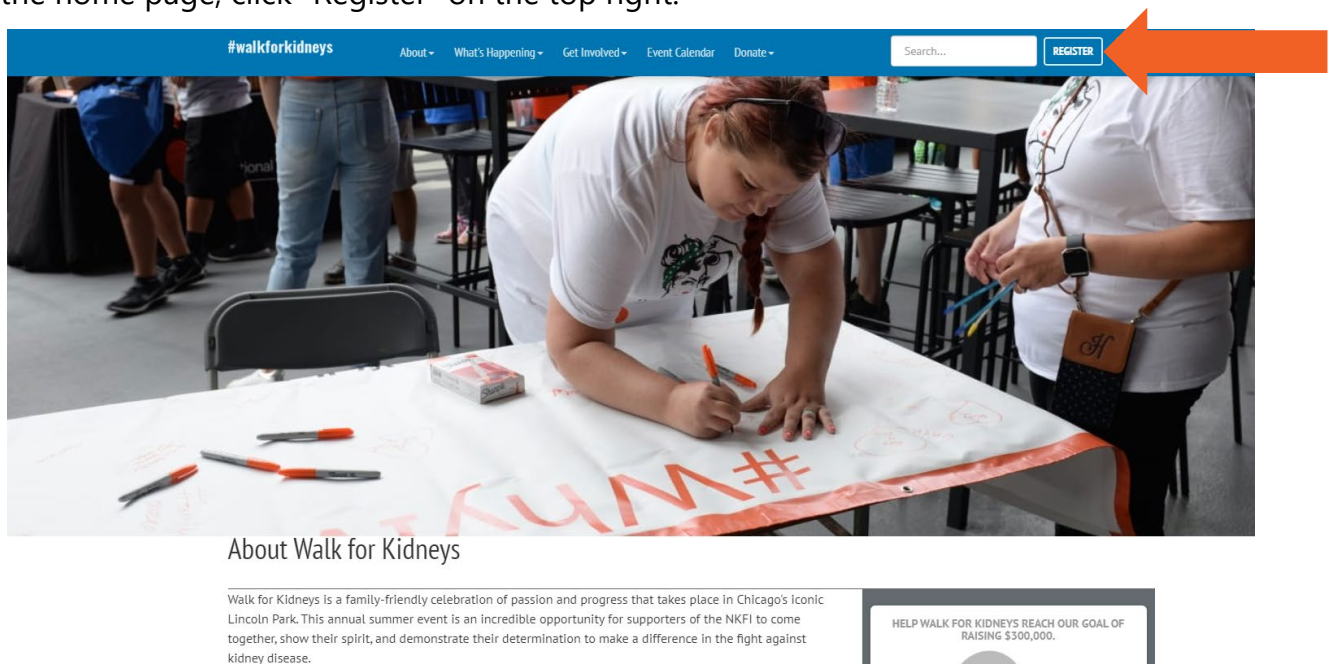 the home page, click "Register" on the top right.
#walkforkidneys
About What's Happening Get Involved Event Calendar Donate
Search...
REGISTER
tional
Sharpie
H
#Why
About Walk for Kidneys
Walk for Kidneys is a family-friendly celebration of passion and progress that takes place in Chicago's iconic
Lincoln Park. This annual summer event is an incredible opportunity for supporters of the NKFI to come
together, show their spirit, and demonstrate their determination to make a difference in the fight against
kidney disease.
HELP WALK FOR KIDNEYS REACH OUR GOAL OF
RAISING $300,000.